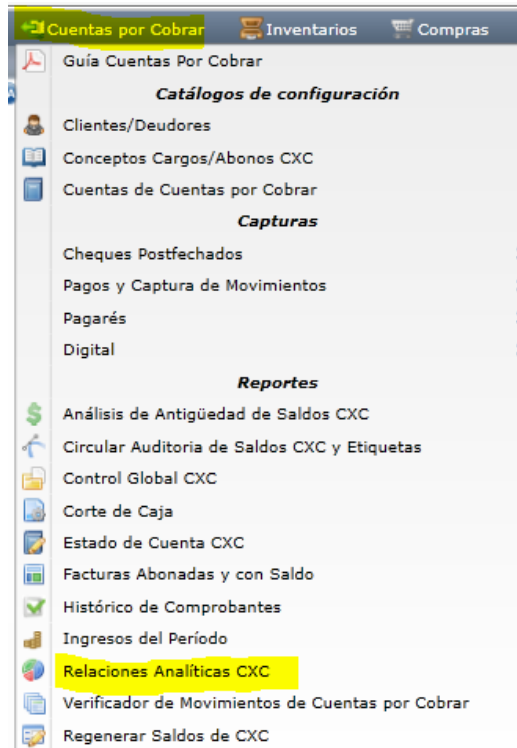 Cuentas por Cobrar Inventarios Compras
Guía Cuentas Por Cobrar
Catálogos de configuración
Clientes/Deudores
Conceptos Cargos/Abonos CXC
Cuentas de Cuentas por Cobrar
Capturas
Cheques Postfechados
Pagos y Captura de Movimientos
Pagarés
Digital
Reportes
Análisis de Antigüedad de Saldos CXC
Circular Auditoria de Saldos CXC y Etiquetas
Control Global CXC
Corte de Caja
Estado de Cuenta CXC
Facturas Abonadas y con Saldo
Histórico de Comprobantes
Ingresos del Período
Relaciones Analíticas CXC
Verificador de Movimientos de Cuentas por Cobrar
Regenerar Saldos de CXC